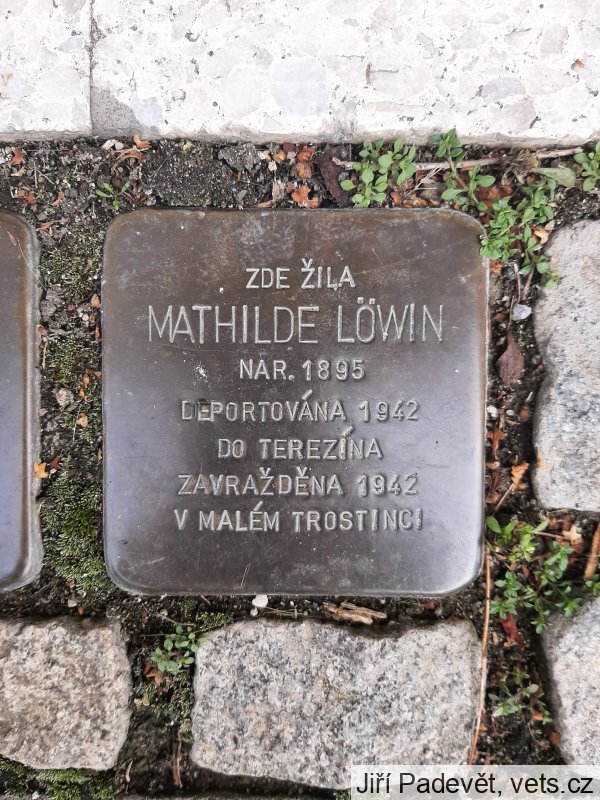 ZDE ŽILA
MATHILDE LÖWIN
NAR. 1895
DEPORTOVÁNA 1942
DO TEREZÍNA
ZAVRAŽDĚNA 1942
V MALÉM TROSTINCI
Jiří Padevět, vets.cz